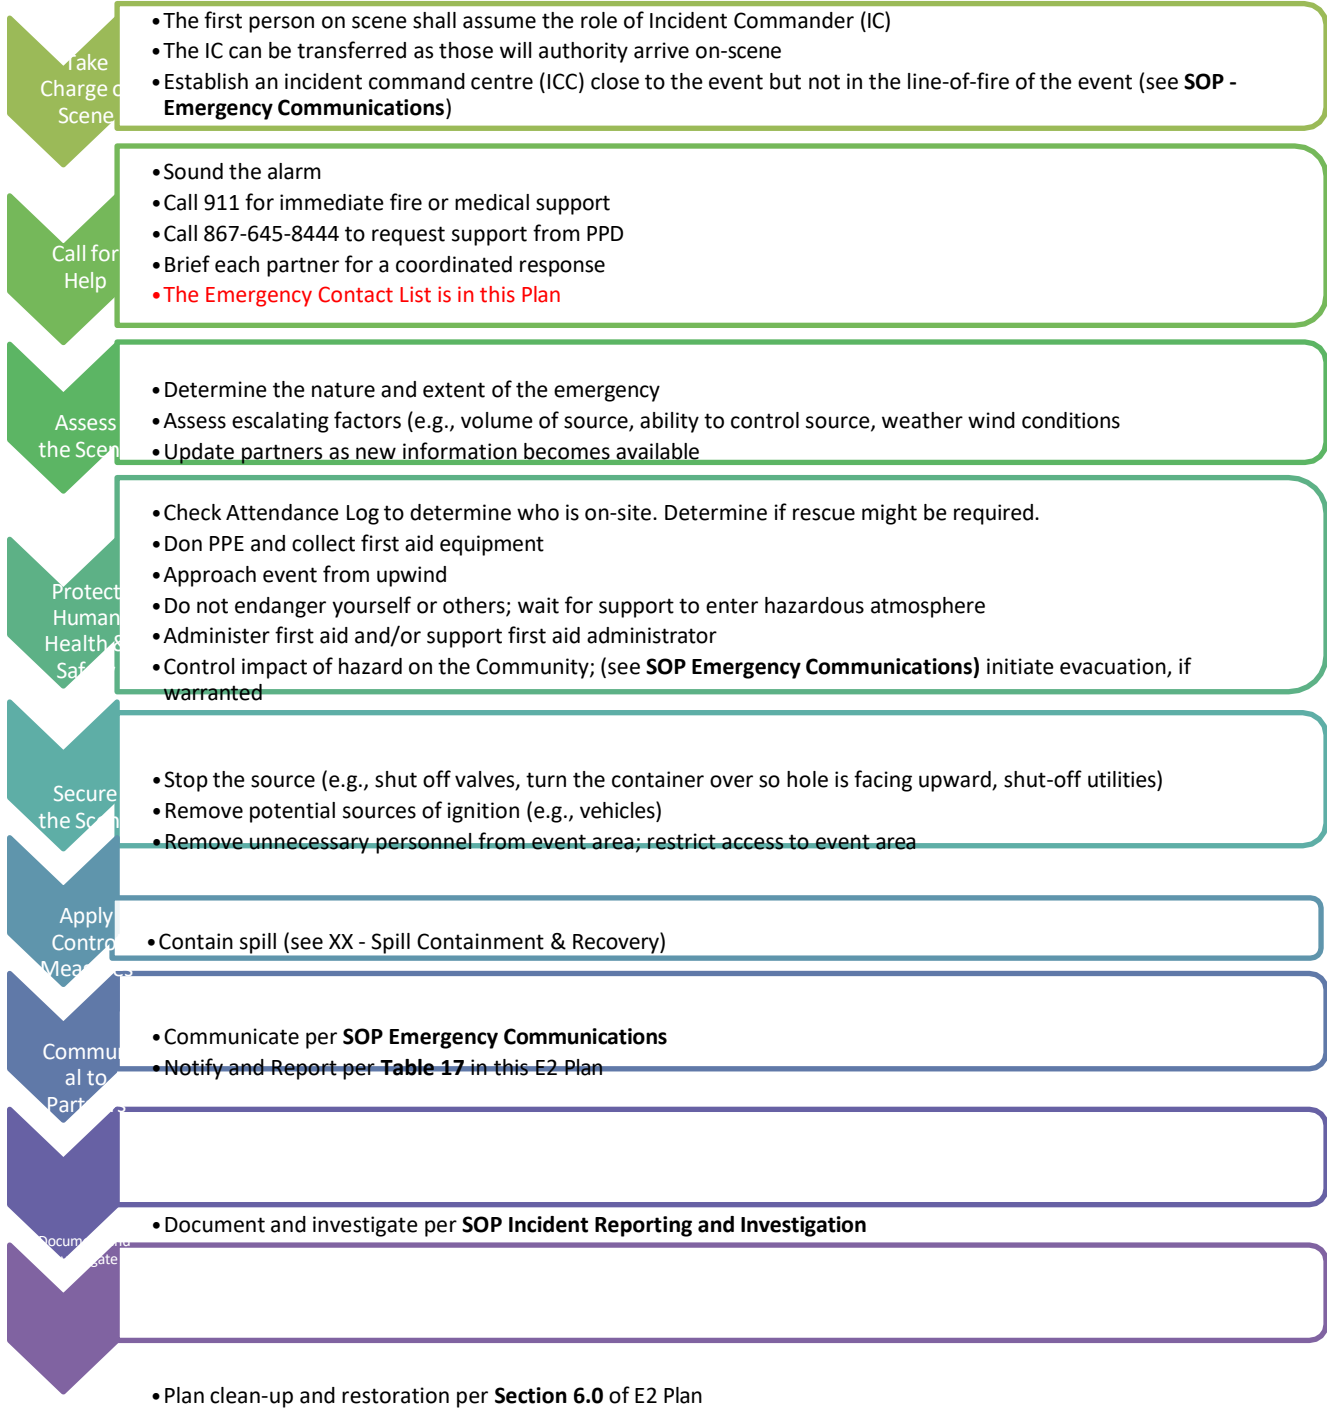 Take
Charge o
Scene
•The first person on scene shall assume the role of Incident Commander (IC)
•The IC can be transferred as those will authority arrive on-scene
•Establish an incident command centre (ICC) close to the event but not in the line-of-fire of the event (see SOP -
Emergency Communications)
Call for
Help
•Sound the alarm
•Call 911 for immediate fire or medical support
•Call 867-645-8444 to request support from PPD
•Brief each partner for a coordinated response
•The Emergency Contact List is in this Plan
Assess
the Scen
•Determine the nature and extent of the emergency
•Assess escalating factors (e.g., volume of source, ability to control source, weather wind conditions
•Update partners as new information becomes available
Protect
Human
Health &
Saf
•Check Attendance Log to determine who is on-site. Determine if rescue might be required.
•Don PPE and collect first aid equipment
•Approach event from upwind
•Do not endanger yourself or others; wait for support to enter hazardous atmosphere
•Administer first aid and/or support first aid administrator
•Control impact of hazard on the Community; (see SOP Emergency Communications) initiate evacuation, if
warranted
Secure
the Scen
•Stop the source (e.g., shut off valves, turn the container over so hole is facing upward, shut-off utilities)
•Remove potential sources of ignition (e.g., vehicles)
•Remove unnecessary personnel from event area; restrict access to event area
Apply
Contro
Measures
•Contain spill (see XX - Spill Containment & Recovery)
Commu
al to
Partners
•Communicate per SOP Emergency Communications
•Notify and Report per Table 17 in this E2 Plan
•Document and investigate per SOP Incident Reporting and Investigation
•Plan clean-up and restoration per Section 6.0 of E2 Plan